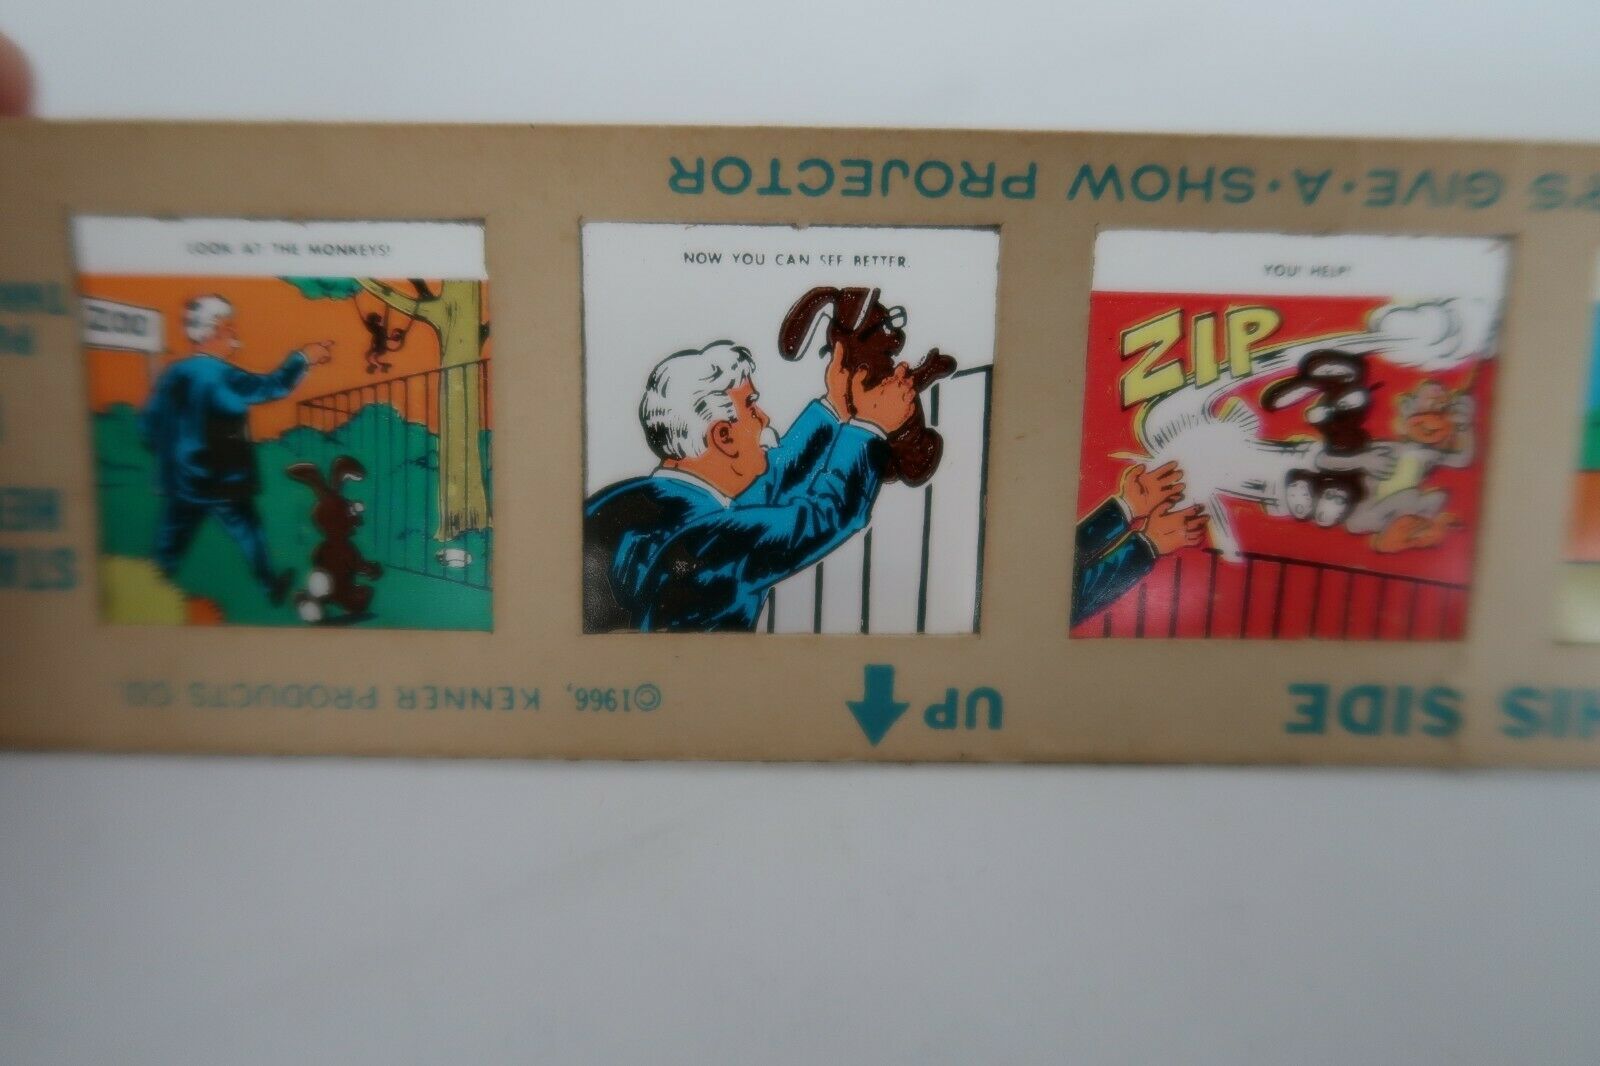 'S GIVE•A•SHOW PROJECTOR
LOOK AT THE MONKEYS!
ZOO
NOW YOU CAN SEE BETTER.
YOU! HELP!
ZIP
©1966, KENNER PRODUCTS CO.
UP
HIS SIDE